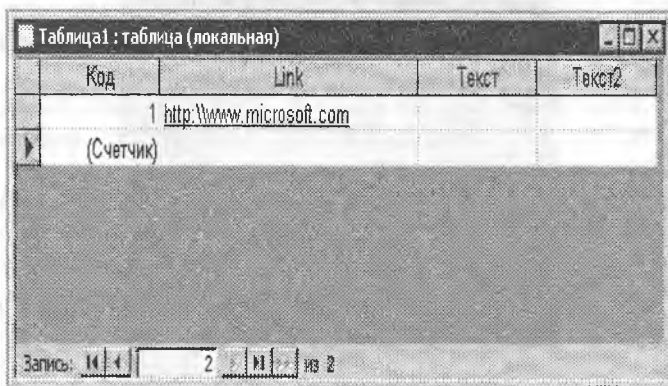 Таблица1 : таблица (локальная)
Код Link Текст Текст2
1 http:\\www.microsoft.com
(Счетчик)
Запись: 2 из 2